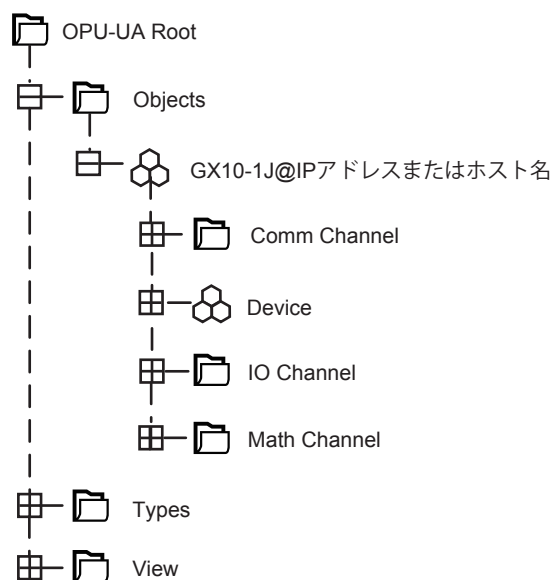 OPU-UA Root
Objects
GX10-1J@IPアドレスまたはホスト名
Comm Channel
Device
IO Channel
Math Channel
Types
View